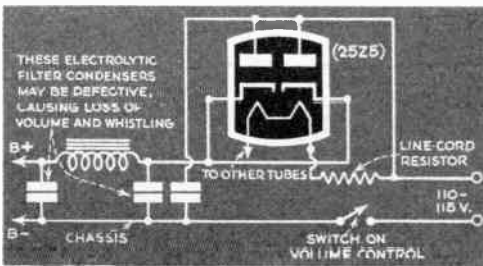 THESE ELECTROLYTIC
FILTER CONDENSERS
MAY BE DEFECTIVE,
CAUSING LOSS OF
VOLUME AND WHISTLING
(25Z5)
B+
TO OTHER TUBES
LINE-CORD
RESISTOR
110-
115 V.
B-
CHASSIS
SWITCH ON
VOLUME CONTROL